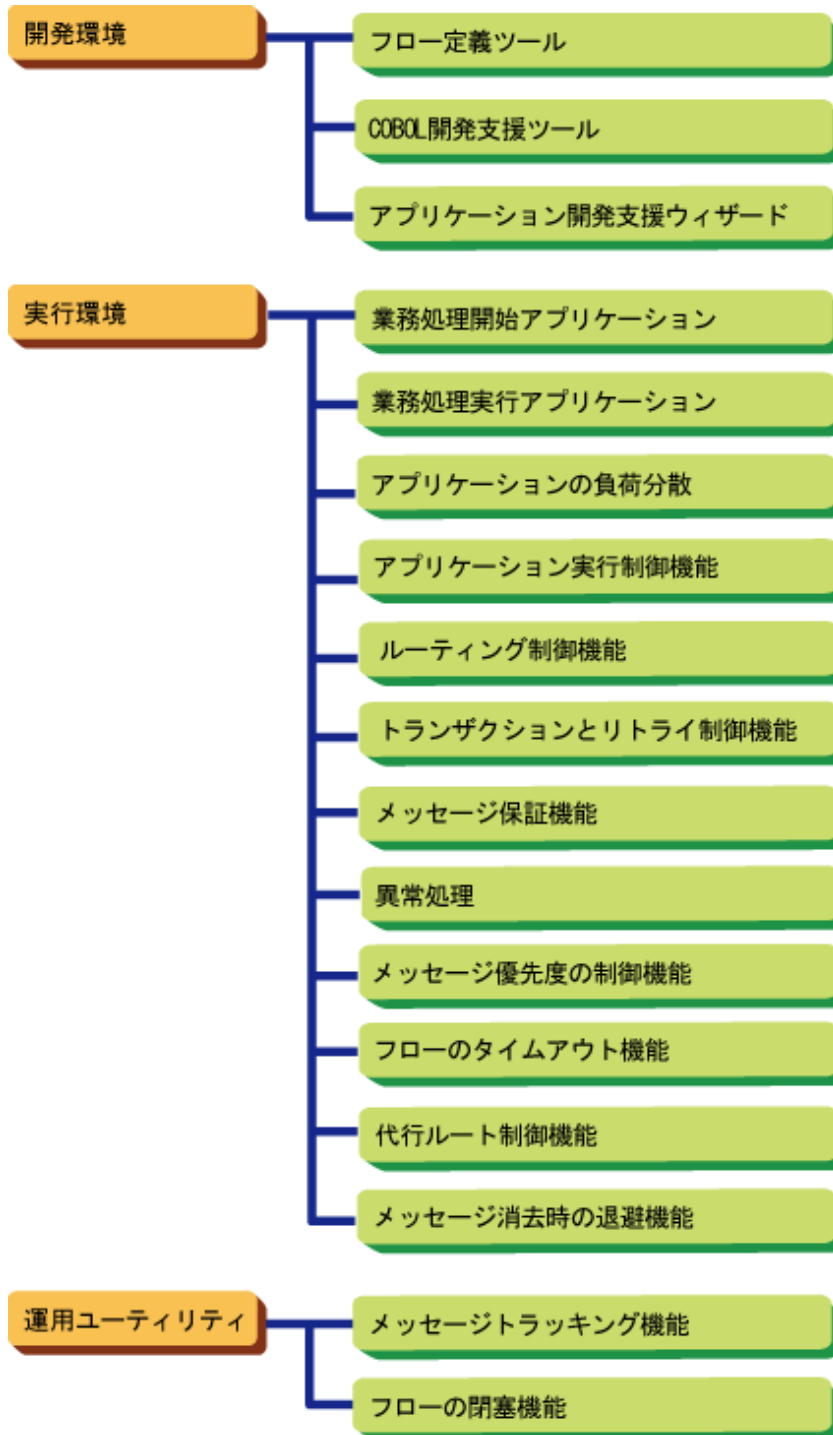 開発環境
フロー定義ツール
COBOL開発支援ツール
アプリケーション開発支援ウィザード
実行環境
業務処理開始アプリケーション
業務処理実行アプリケーション
アプリケーションの負荷分散
アプリケーション実行制御機能
ルーティング制御機能
トランザクションとリトライ制御機能
メッセージ保証機能
異常処理
メッセージ優先度の制御機能
フローのタイムアウト機能
代行ルート制御機能
メッセージ消去時の退避機能
運用ユーティリティ
メッセージトラッキング機能
フローの閉塞機能